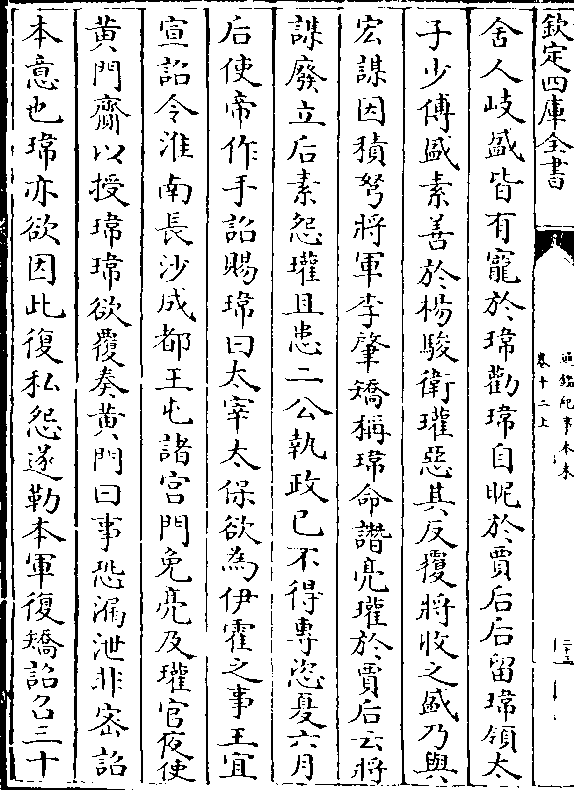 欽定四庫全書
通鑑紀事本末
卷十二上
舍人岐盛皆有寵於瑋勸瑋自昵於賈后后留瑋領太
子少傅盛素善於楊駿衛瓘惡其反覆將收之盛乃與
宏謀因積弩將軍李肇矯稱瑋命譖亮瓘於賈后云將
謀廢立后素怨瓘且患二公執政已不得專恣夏六月
后使帝作手詔賜瑋曰太宰太保欲為伊霍之事王宜
宣詔令淮南長沙成都王屯諸宮門免亮及瓘官夜使
黄門齎以授瑋瑋欲覆奏黄門曰事恐漏泄非宻詔
本意也瑋亦欲因此復私怨遂勒本軍復矯詔召三十